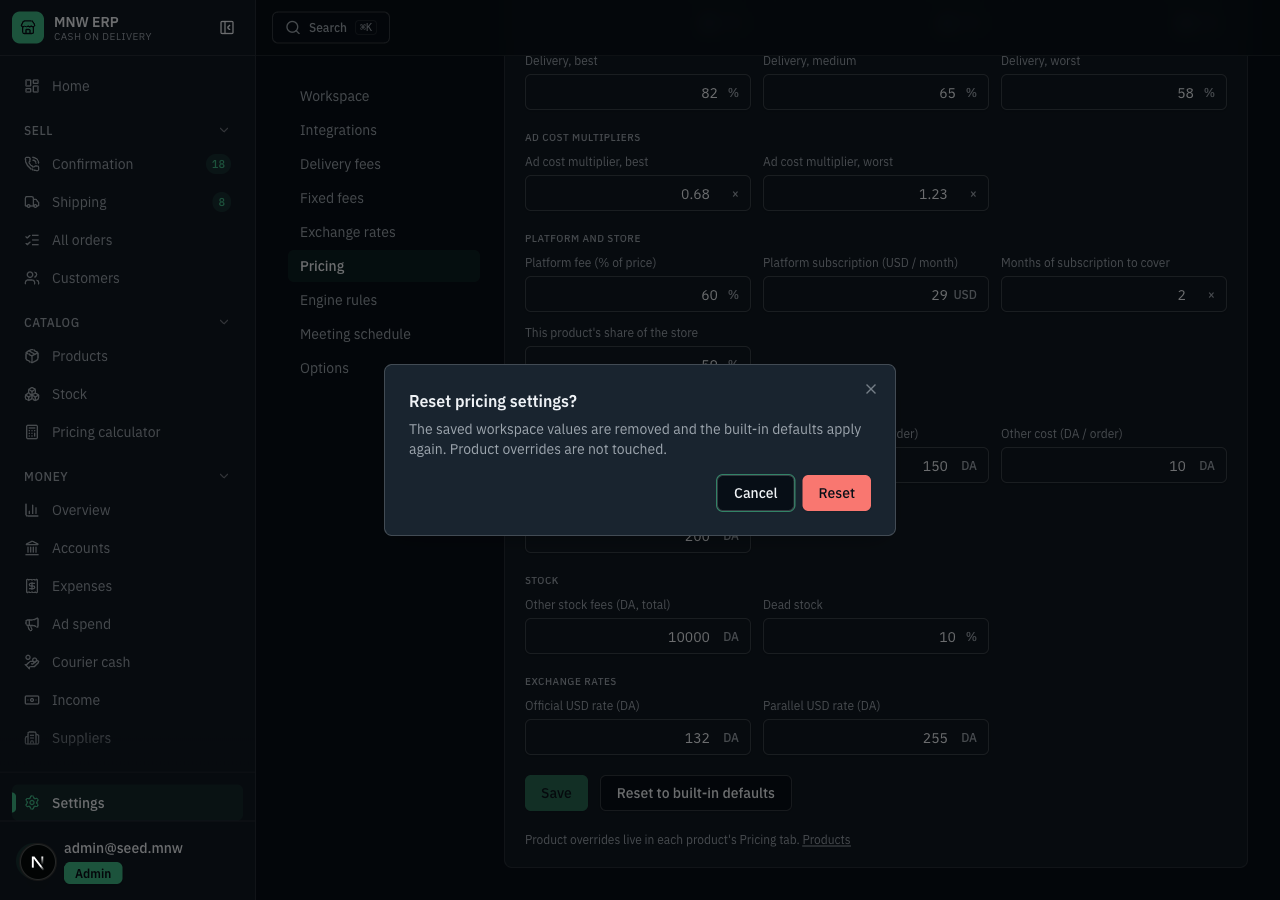 MNW ERP
CASH ON DELIVERY
Search ⌘K
Home
SELL
Confirmation 18
Shipping 8
All orders
Customers
CATALOG
Products
Stock
Pricing calculator
MONEY
Overview
Accounts
Expenses
Ad spend
Courier cash
Income
Suppliers
Settings
N
admin@seed.mnw
Admin
Workspace
Integrations
Delivery fees
Fixed fees
Exchange rates
Pricing
Engine rules
Meeting schedule
Options
Delivery, best Delivery, medium Delivery, worst
82 % 65 % 58 %
AD COST MULTIPLIERS
Ad cost multiplier, best Ad cost multiplier, worst
0.68 × 1.23 ×
PLATFORM AND STORE
Platform fee (% of price) Platform subscription (USD / month) Months of subscription to cover
60 % 29 USD 2 ×
This product's share of the store
50 %
Reset pricing settings?
The saved workspace values are removed and the built-in defaults apply
again. Product overrides are not touched.
Cancel Reset
Other cost (DA / order)
150 DA 10 DA
200 DA
STOCK
Other stock fees (DA, total) Dead stock
10000 DA 10 %
EXCHANGE RATES
Official USD rate (DA) Parallel USD rate (DA)
132 DA 255 DA
Save Reset to built-in defaults
Product overrides live in each product's Pricing tab. Products